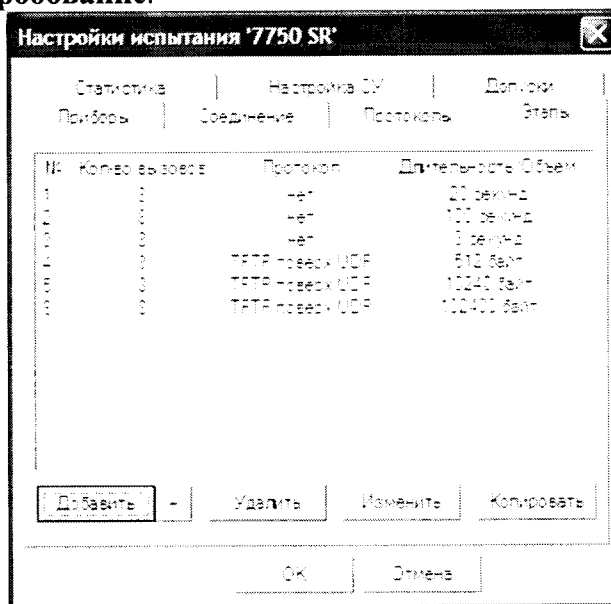 Настройки испытания '7750 SR'
Статистика Настройка СУ Допуски
Приборы Соединение Протоколы Этапы
№ Кол-во вызовов Протокол Длительность/Объем
1 нет 20 секунд
2 нет секунд
3 нет секунд
4 TFTP поверх UDP 512 байт
5 TFTP поверх UDP 10240 байт
6 TFTP поверх UDP 102400 байт
Добавить Удалить Изменить Копировать
OK Отмена